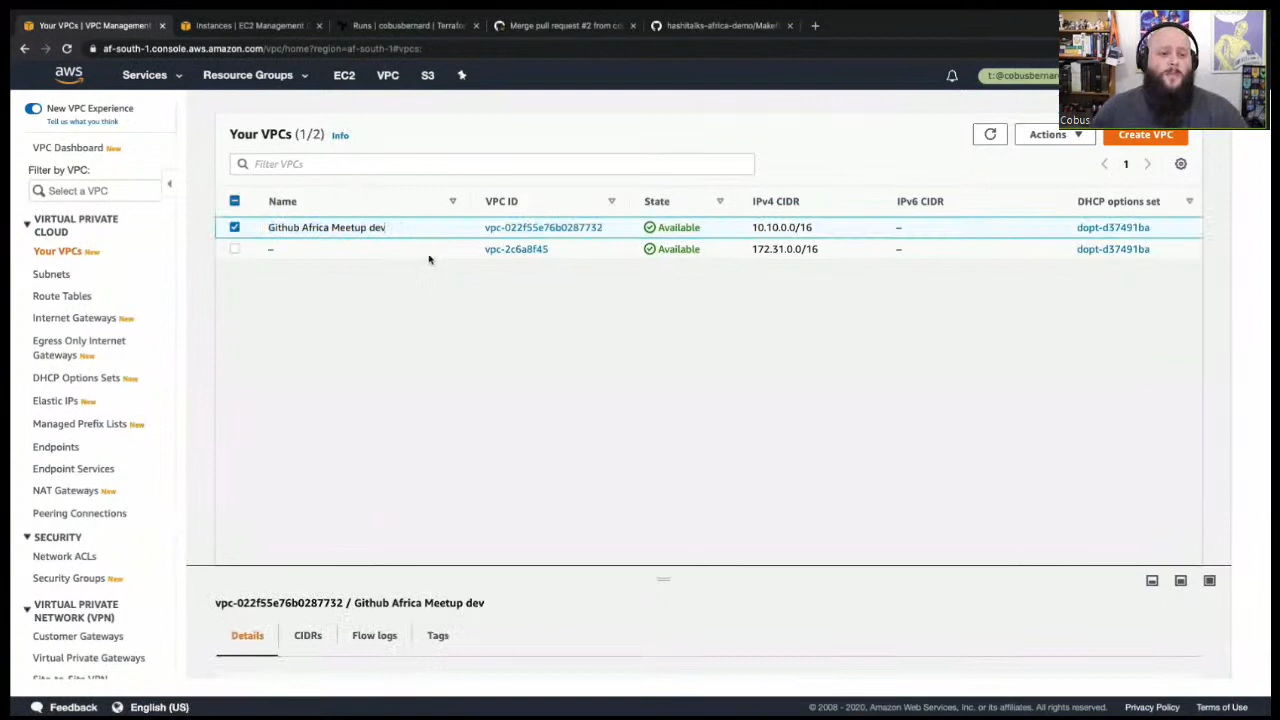 Your VPCs | VPC Management
Instances | EC2 Management
Runs | cobusbernard |
Merge pull request #2 from co
hashitalks-africa-demo/Make
af-south-1.console.aws.amazon.com/vpc/home?region=af-south-1#vpcs:
aws
Services
Resource Groups
EC2
VPC
S3
t:@cobusbernar
Cobus
New VPC Experience
Tell us what you think
VPC Dashboard New
Filter by VPC:
Select a VPC
VIRTUAL PRIVATE
CLOUD
Your VPCs New
Subnets
Route Tables
Internet Gateways New
Egress Only Internet
Gateways New
DHCP Options Sets New
Elastic IPs New
Managed Prefix Lists New
Endpoints
Endpoint Services
NAT Gateways New
Peering Connections
SECURITY
Network ACLs
Security Groups New
VIRTUAL PRIVATE
NETWORK (VPN)
Customer Gateways
Virtual Private Gateways
Site-to-Site VPN
Your VPCs (1/2) Info
Actions
Create VPC
Filter VPCs
1
Name VPC ID State IPv4 CIDR IPv6 CIDR DHCP options set
Github Africa Meetup dev vpc-022f55e76b0287732 Available 10.10.0.0/16 – dopt-d37491ba
– vpc-2c6a8f45 Available 172.31.0.0/16 – dopt-d37491ba
vpc-022f55e76b0287732 / Github Africa Meetup dev
Details CIDRs Flow logs Tags
Feedback
English (US)
© 2008 - 2020, Amazon Web Services, Inc. or its affiliates. All rights reserved.
Privacy Policy
Terms of Use